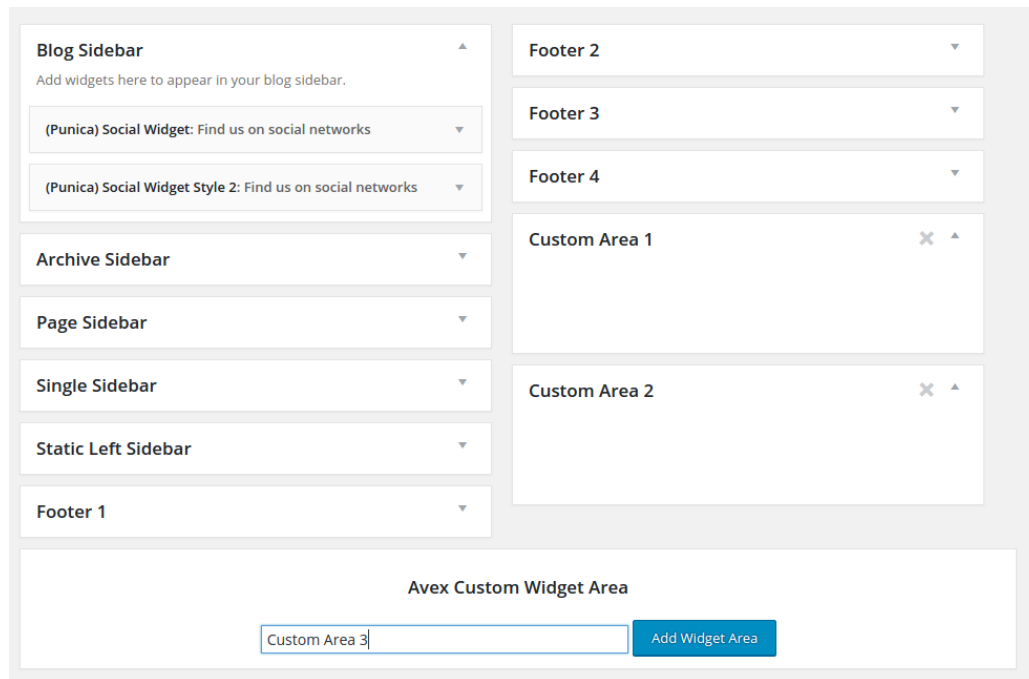 Blog Sidebar
Add widgets here to appear in your blog sidebar.
(Punica) Social Widget: Find us on social networks
(Punica) Social Widget Style 2: Find us on social networks
Archive Sidebar
Page Sidebar
Single Sidebar
Static Left Sidebar
Footer 1
Footer 2
Footer 3
Footer 4
Custom Area 1
Custom Area 2
Avex Custom Widget Area
Custom Area 3
Add Widget Area